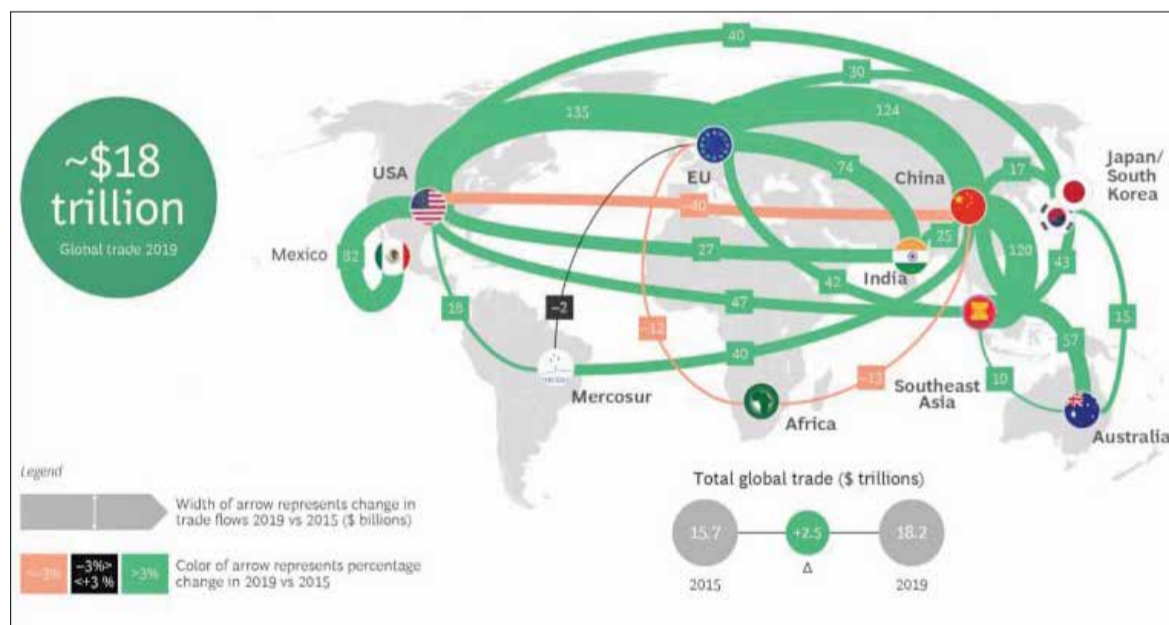 ~$18
trillion
Global trade 2019
40
30
135
124
USA
EU
74
China
17
Japan/
South
Korea
-40
Mexico
82
27
25
India
120
43
42
18
-2
47
-12
40
57
15
-13
10
Mercosur
Africa
Southeast
Asia
Australia
Legend
Width of arrow represents change in
trade flows 2019 vs 2015 ($ billions)
<-3%
-3%>
<+3 %
>3%
Color of arrow represents percentage
change in 2019 vs 2015
Total global trade ($ trillions)
15.7
+2.5
18.2
2015
Δ
2019